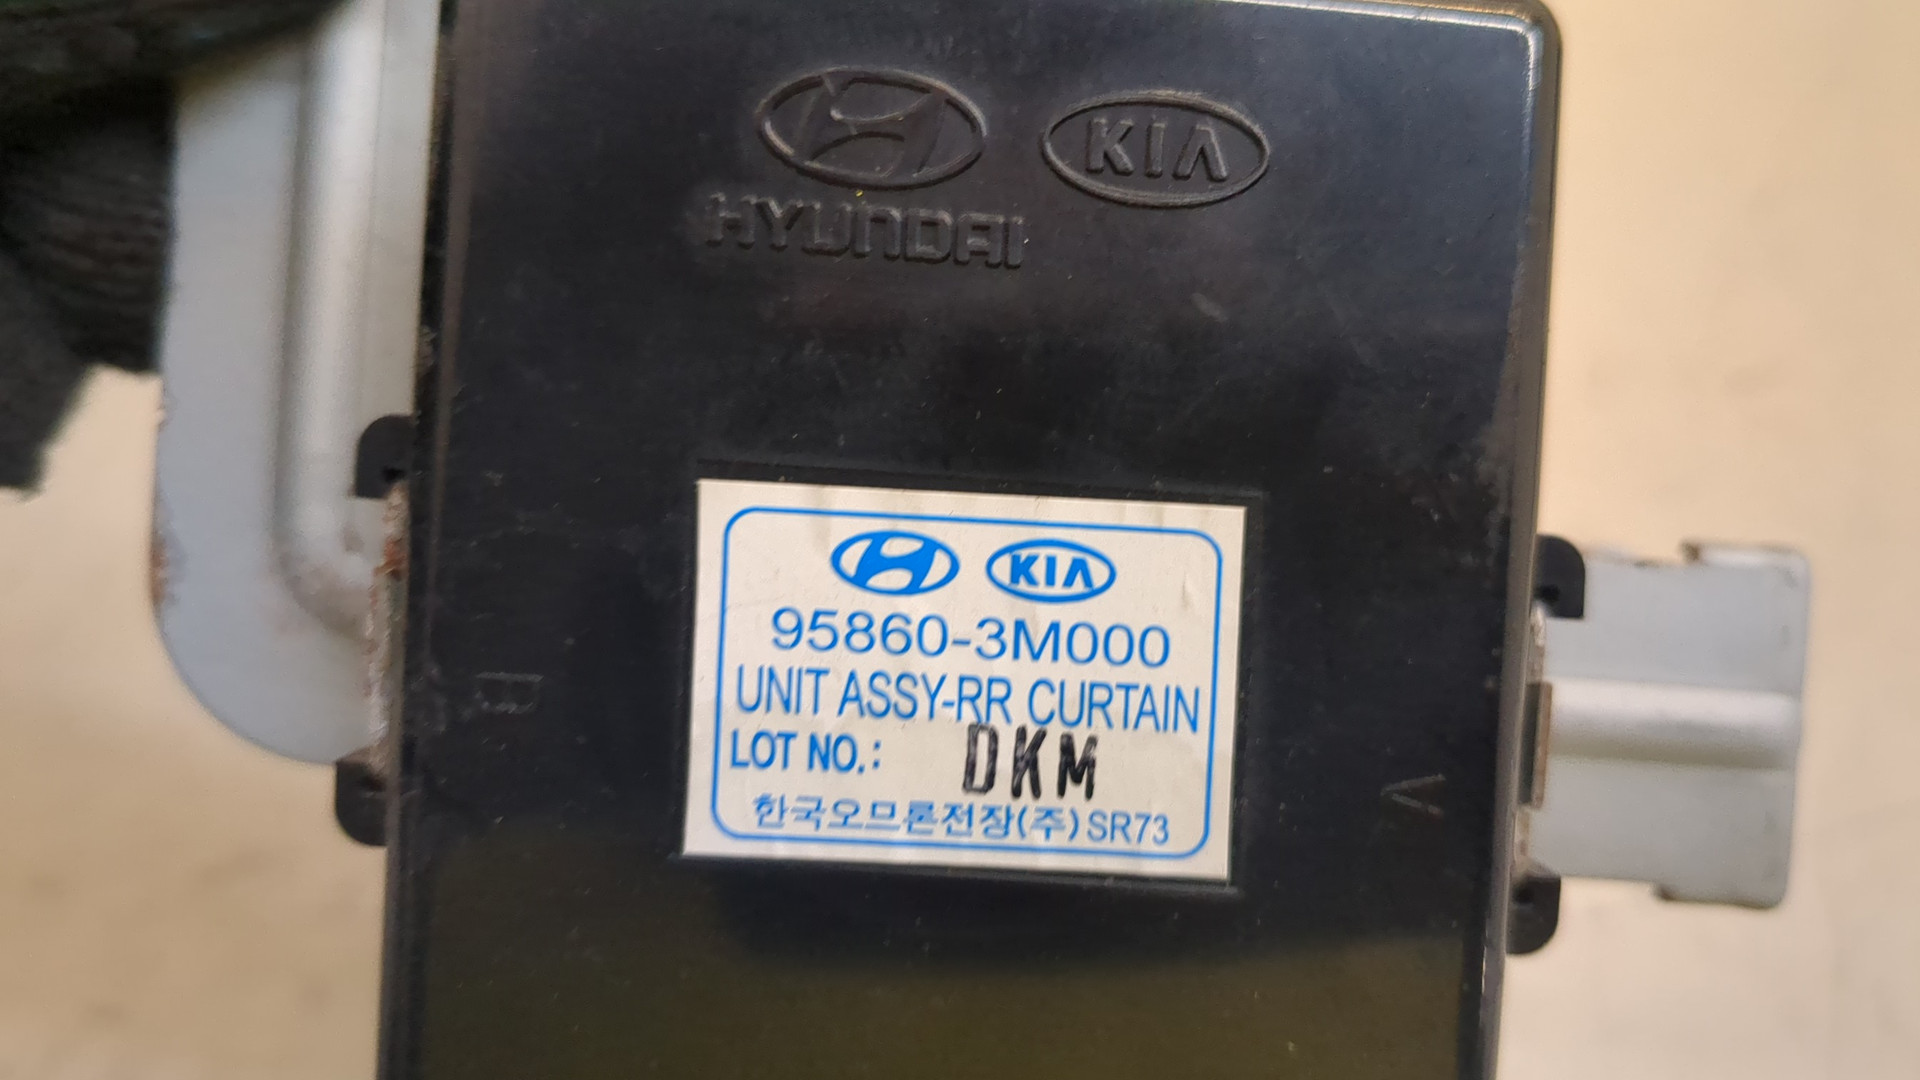 KIA
HYUNDAI
KIA
95860-3M000
UNIT ASSY-RR CURTAIN
LOT NO.: DKM
한국오므론전장(주) SR73
B
V